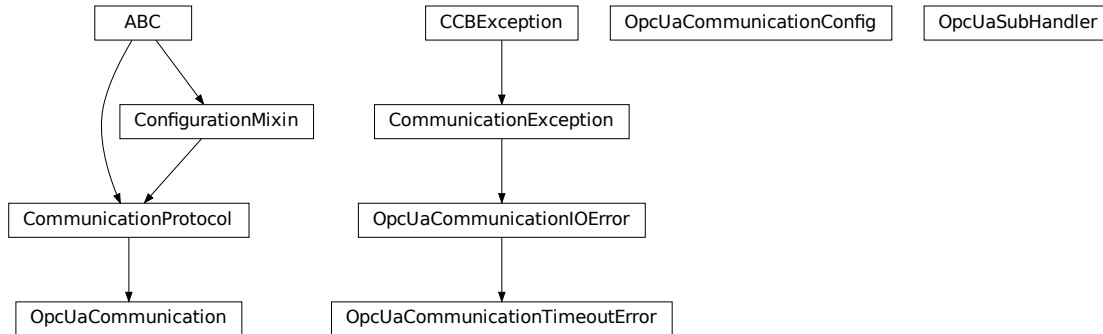 ABC
CCBException
OpcUaCommunicationConfig
OpcUaSubHandler
ConfigurationMixin
CommunicationException
CommunicationProtocol
OpcUaCommunicationIOError
OpcUaCommunication
OpcUaCommunicationTimeoutError